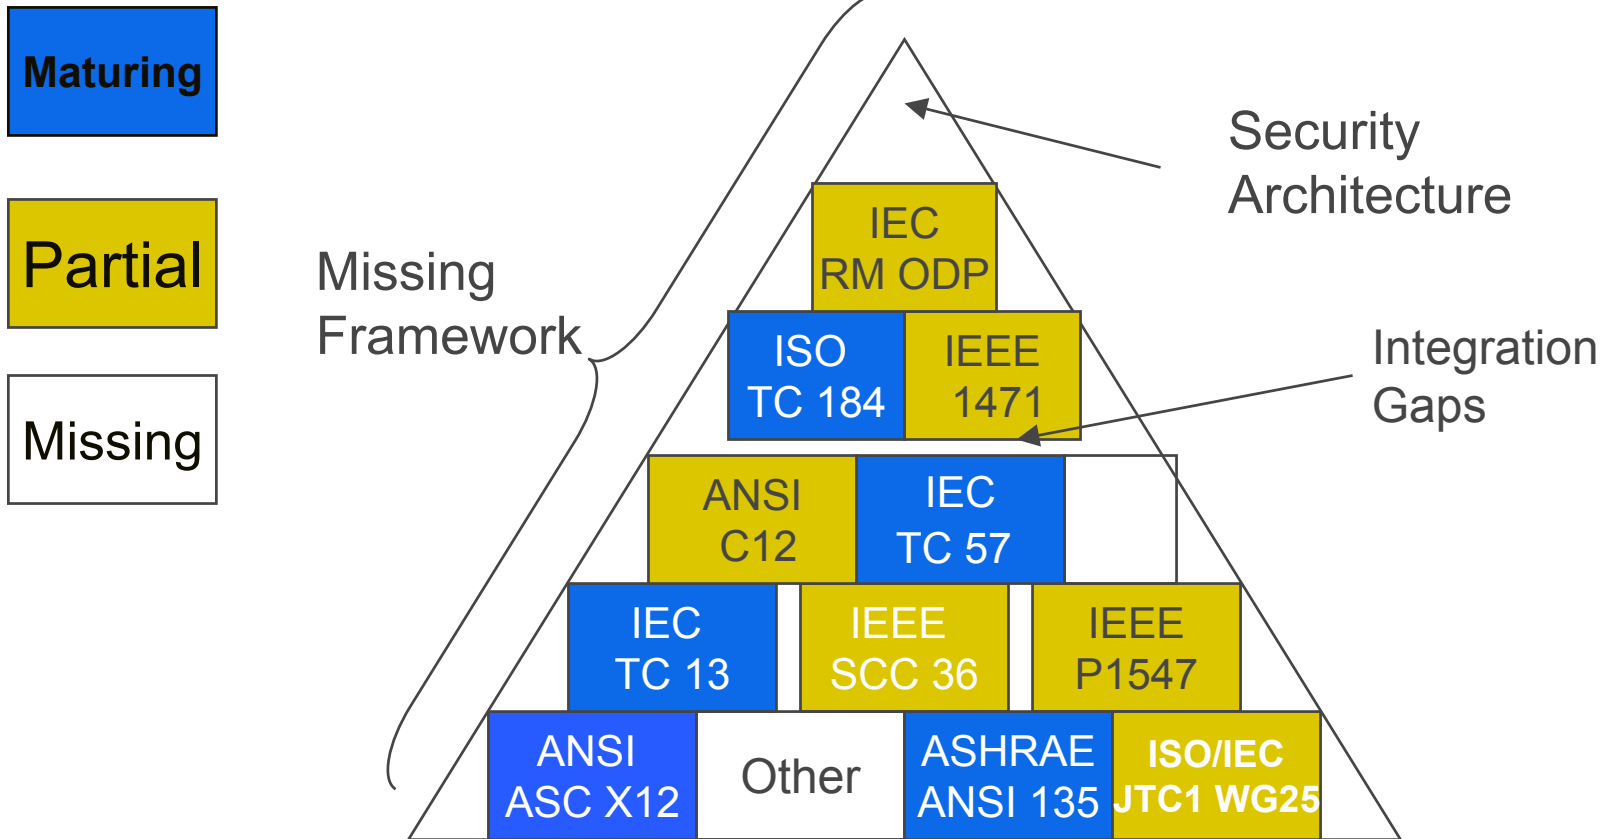 Maturing
Partial
Missing
Missing
Framework
Security
Architecture
Integration
Gaps
IEC
RM ODP
ISO
TC 184
IEEE
1471
ANSI
C12
IEC
TC 57
IEC
TC 13
IEEE
SCC 36
IEEE
P1547
ANSI
ASC X12
Other
ASHRAE
ANSI 135
ISO/IEC
JTC1 WG25